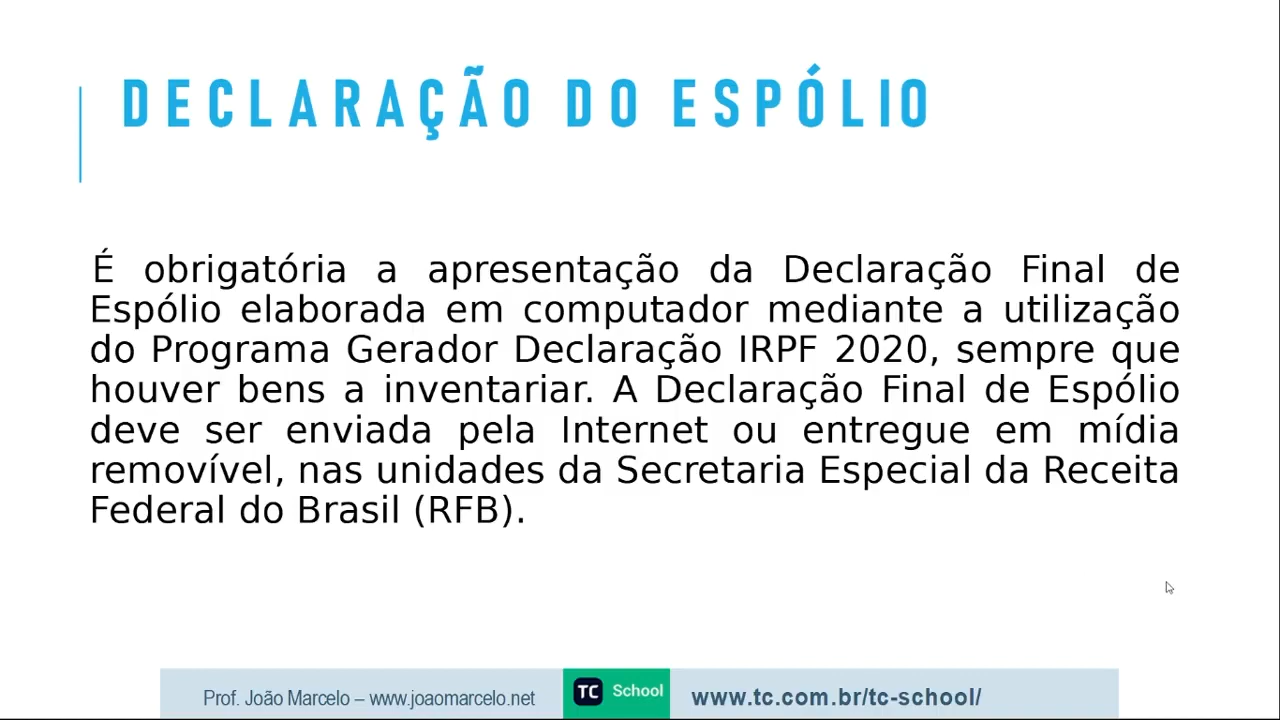 DECLARAÇÃO DO ESPÓLIO
É obrigatória a apresentação da Declaração Final de
Espólio elaborada em computador mediante a utilização
do Programa Gerador Declaração IRPF 2020, sempre que
houver bens a inventariar. A Declaração Final de Espólio
deve ser enviada pela Internet ou entregue em mídia
removível, nas unidades da Secretaria Especial da Receita
Federal do Brasil (RFB).
Prof. João Marcelo – www.joaomarcelo.net
TC School
www.tc.com.br/tc-school/